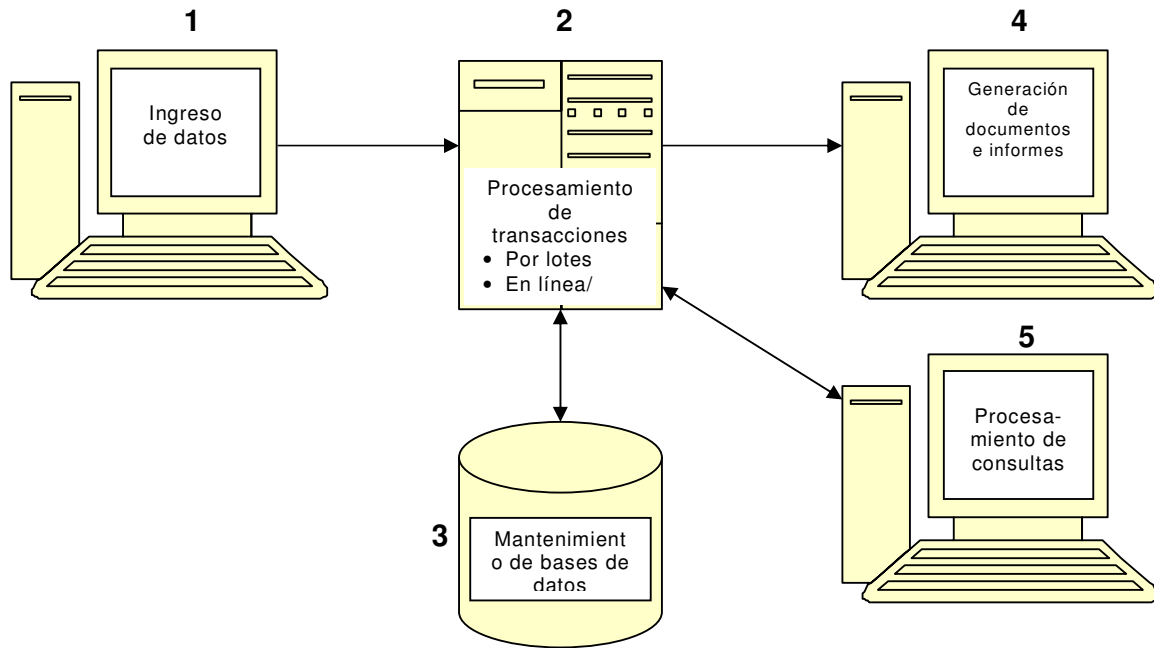 1
Ingreso
de datos
2
Procesamiento
de
transacciones
• Por lotes
• En línea/
3
Mantenimient
o de bases de
datos
4
Generación
de
documentos
e informes
5
Procesa-
miento de
consultas